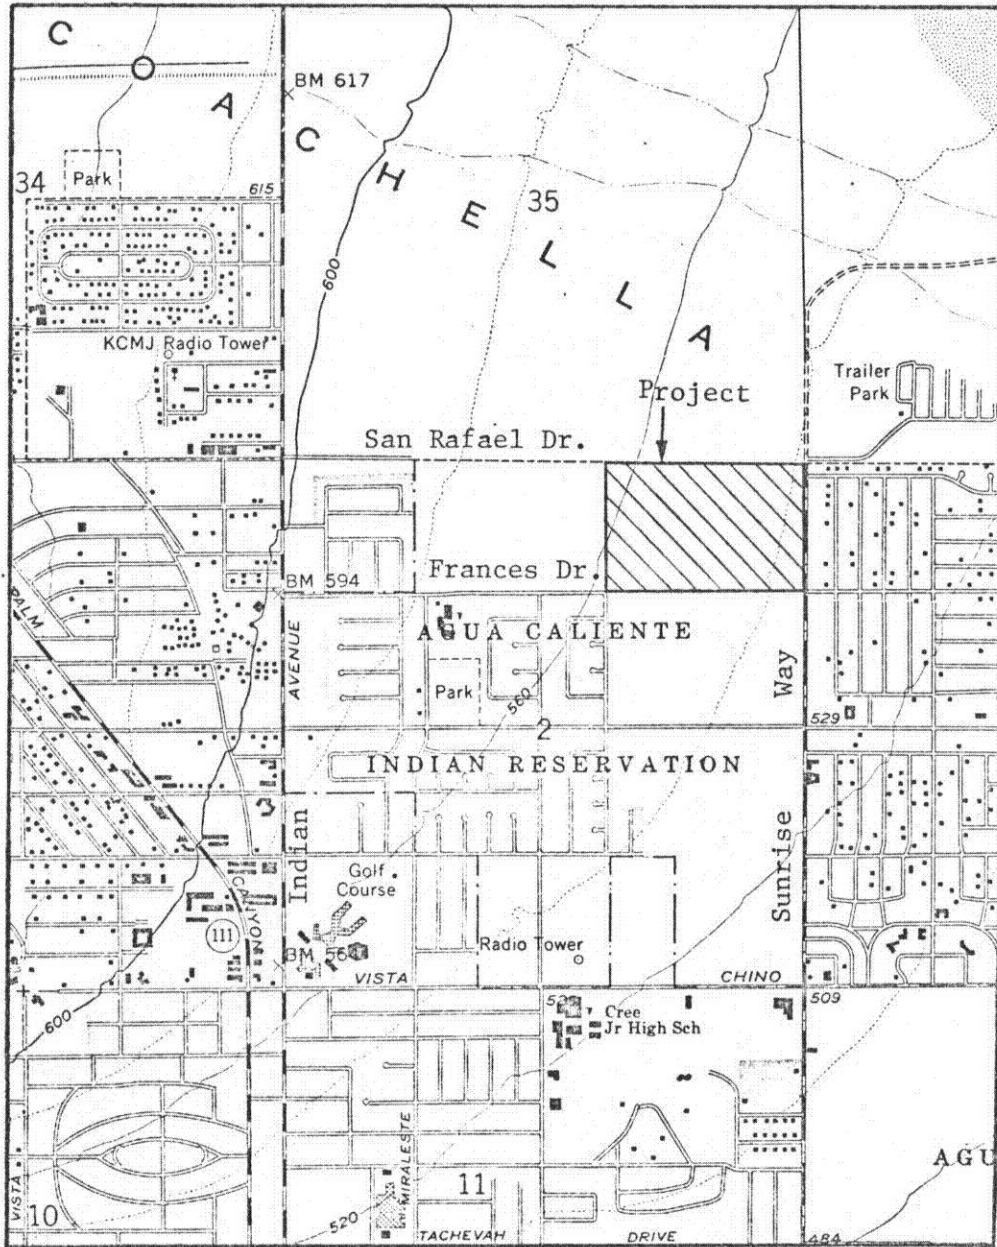 C
BM 617
A
C
34
Park
615
H
35
E
L
600
L
KCMJ Radio Tower
A
Project
Trailer
Park
San Rafael Dr.
BM 594
Frances Dr.
PALM
AVENUE
AGUA CALIENTE
Way
Park
560
529
2
INDIAN RESERVATION
Indian
Sunrise
Golf
Course
CANYON
111
Radio Tower
BM 564
VISTA
CHINO
509
600
Cree
Jr High Sch
MIRALESTE
AGU
VISTA
10
11
520
TACHEVAH
DRIVE
484